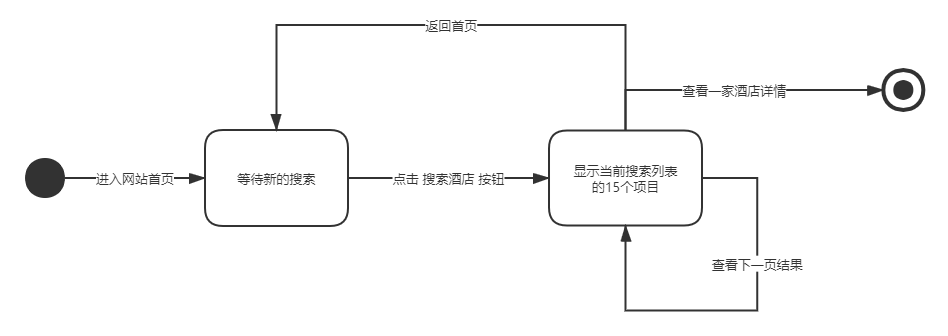 返回首页
查看一家酒店详情
进入网站首页
等待新的搜索
点击 搜索酒店 按钮
显示当前搜索列表
的15个项目
查看下一页结果